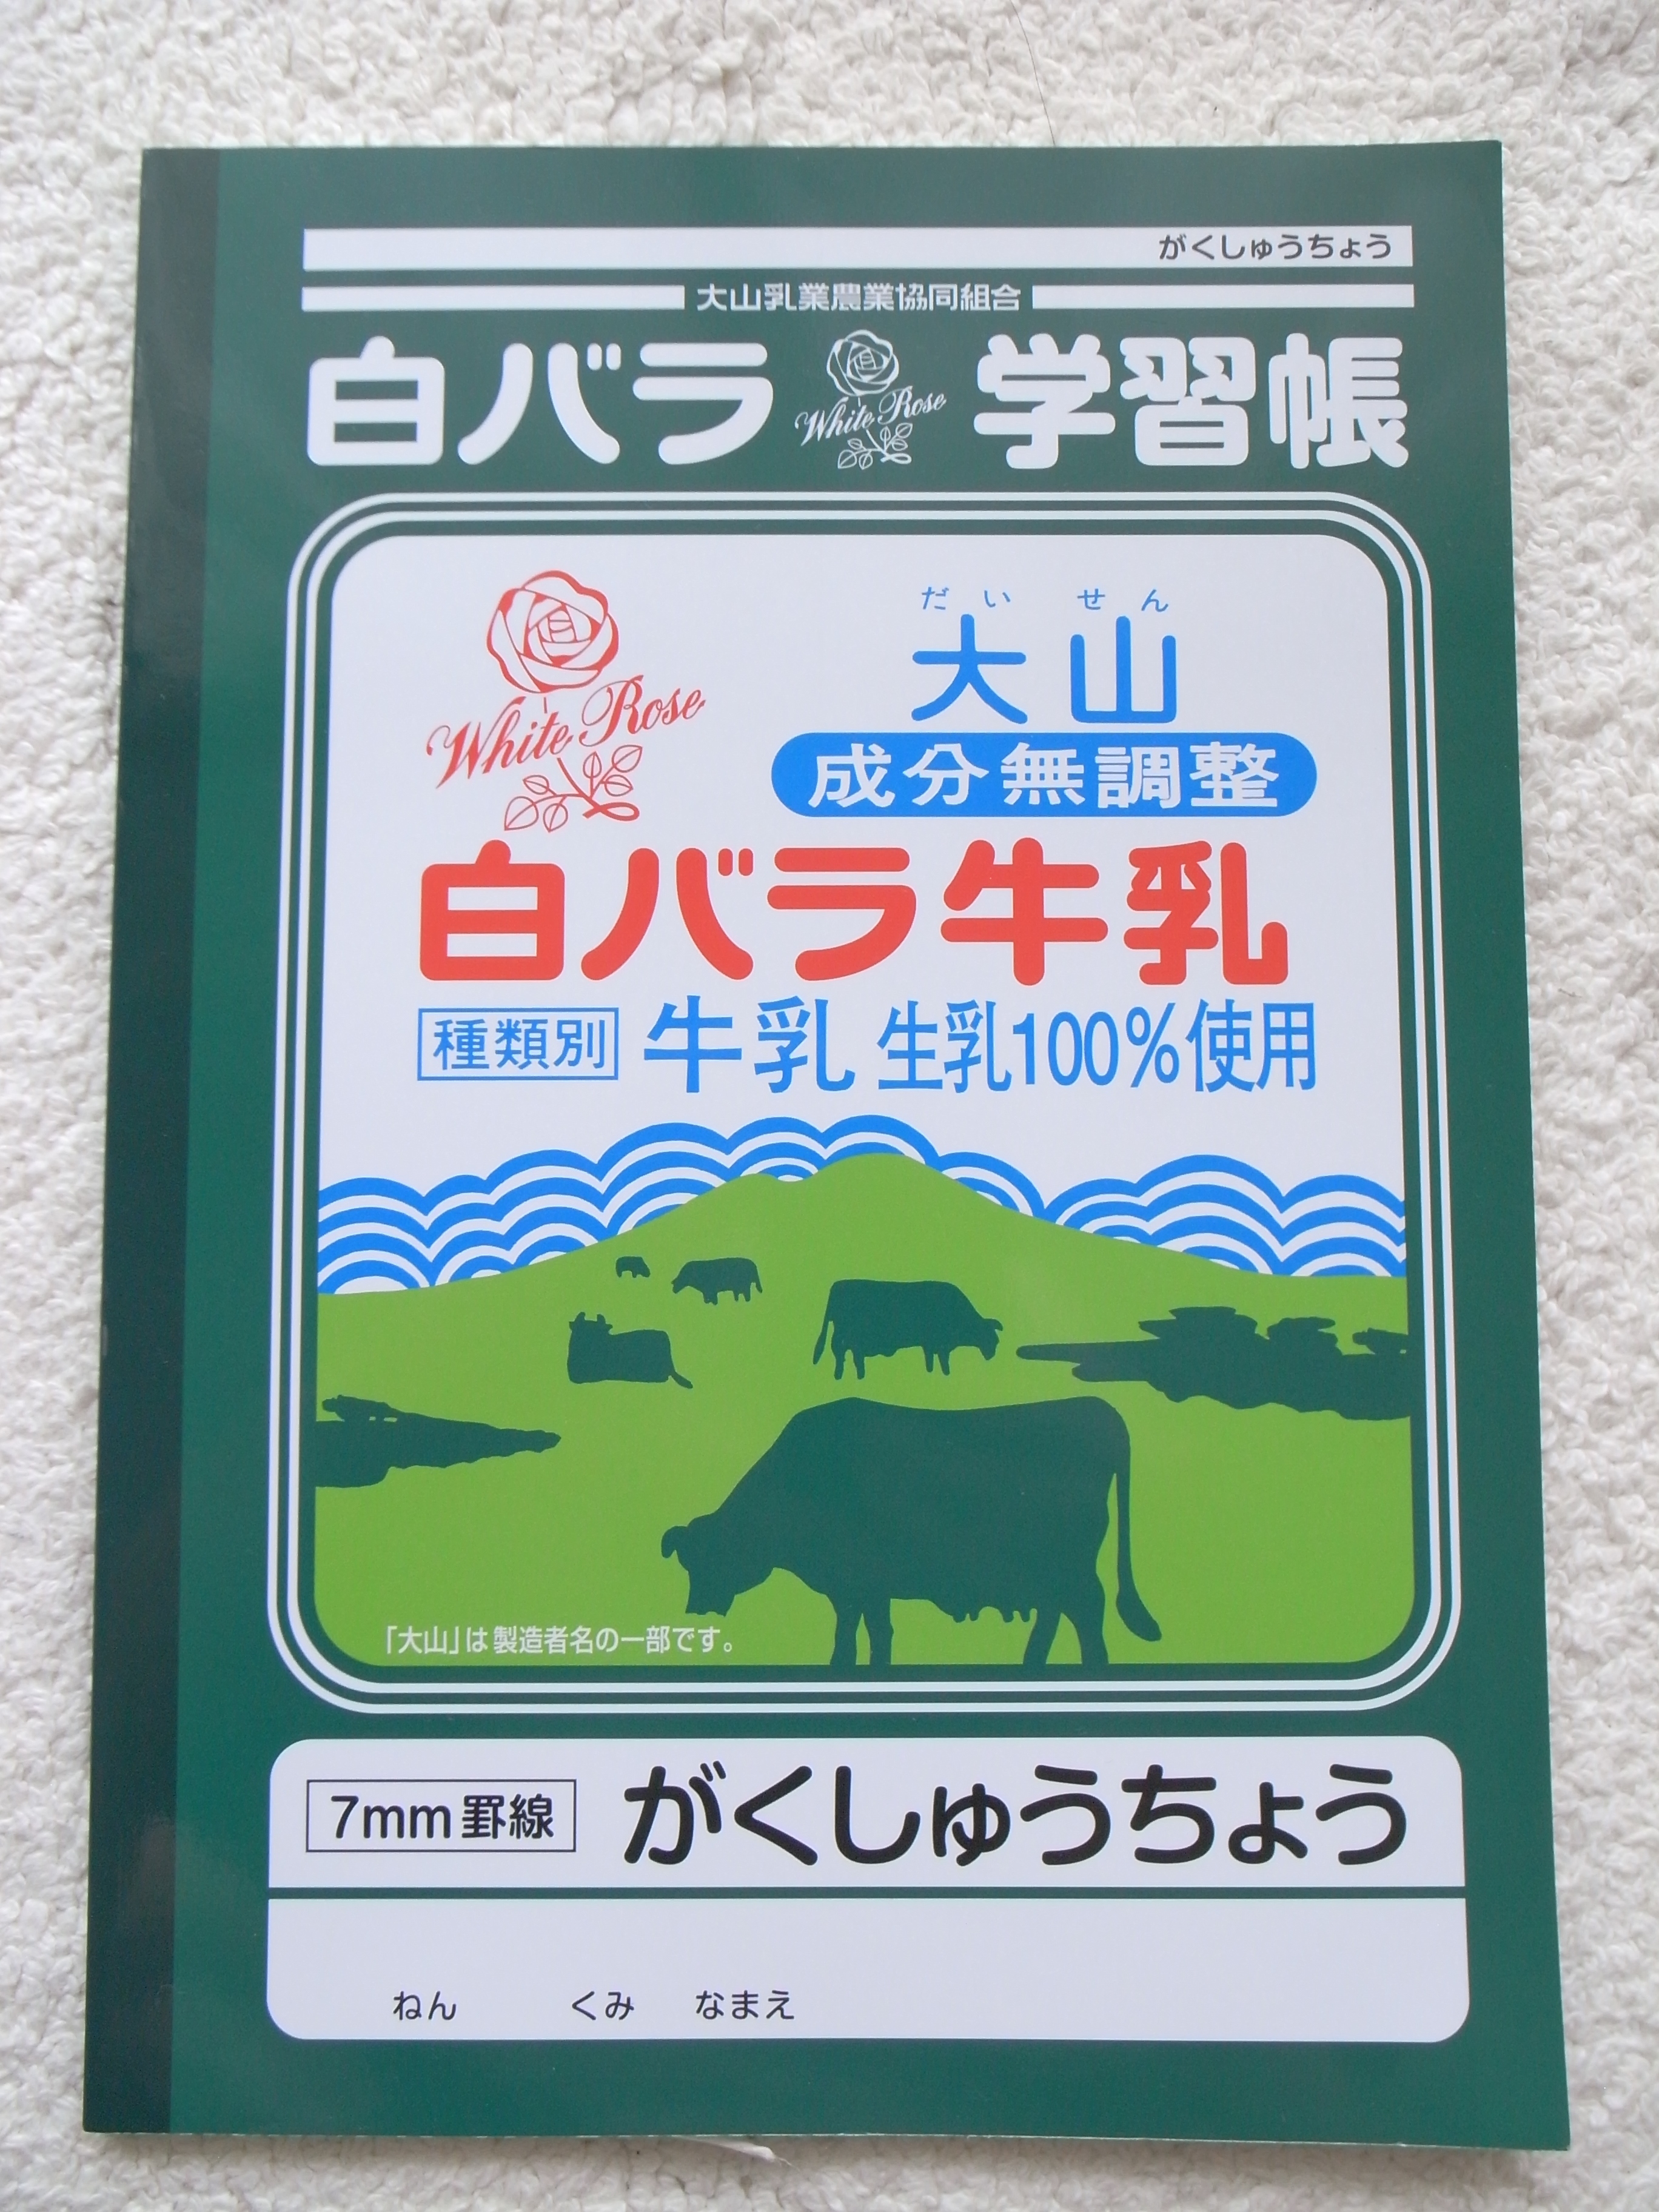 がくしゅうちょう
大山乳業農業協同組合
白バラ White Rose 学習帳
White Rose
だいせん
大山
成分無調整
白バラ牛乳
種類別 牛乳 生乳100%使用
「大山」は製造者名の一部です。
7mm罫線 がくしゅうちょう
ねん くみ なまえ